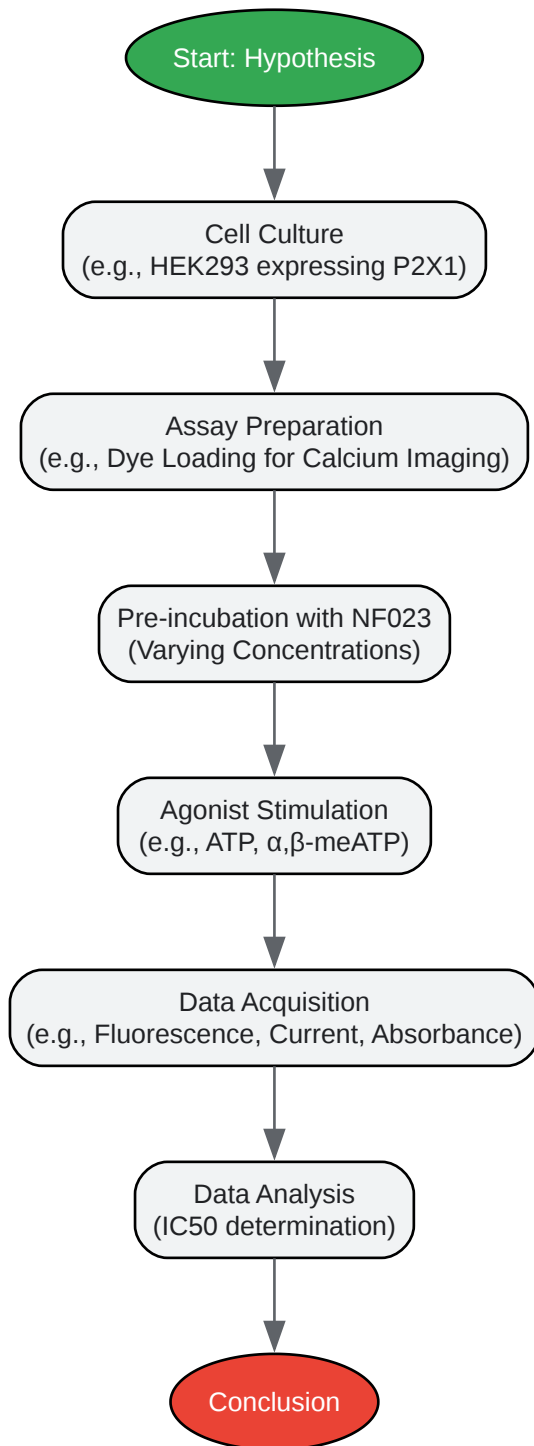 Start: Hypothesis
Cell Culture
(e.g., HEK293 expressing P2X1)
Assay Preparation
(e.g., Dye Loading for Calcium Imaging)
Pre-incubation with NF023
(Varying Concentrations)
Agonist Stimulation
(e.g., ATP, α,β-meATP)
Data Acquisition
(e.g., Fluorescence, Current, Absorbance)
Data Analysis
(IC50 determination)
Conclusion